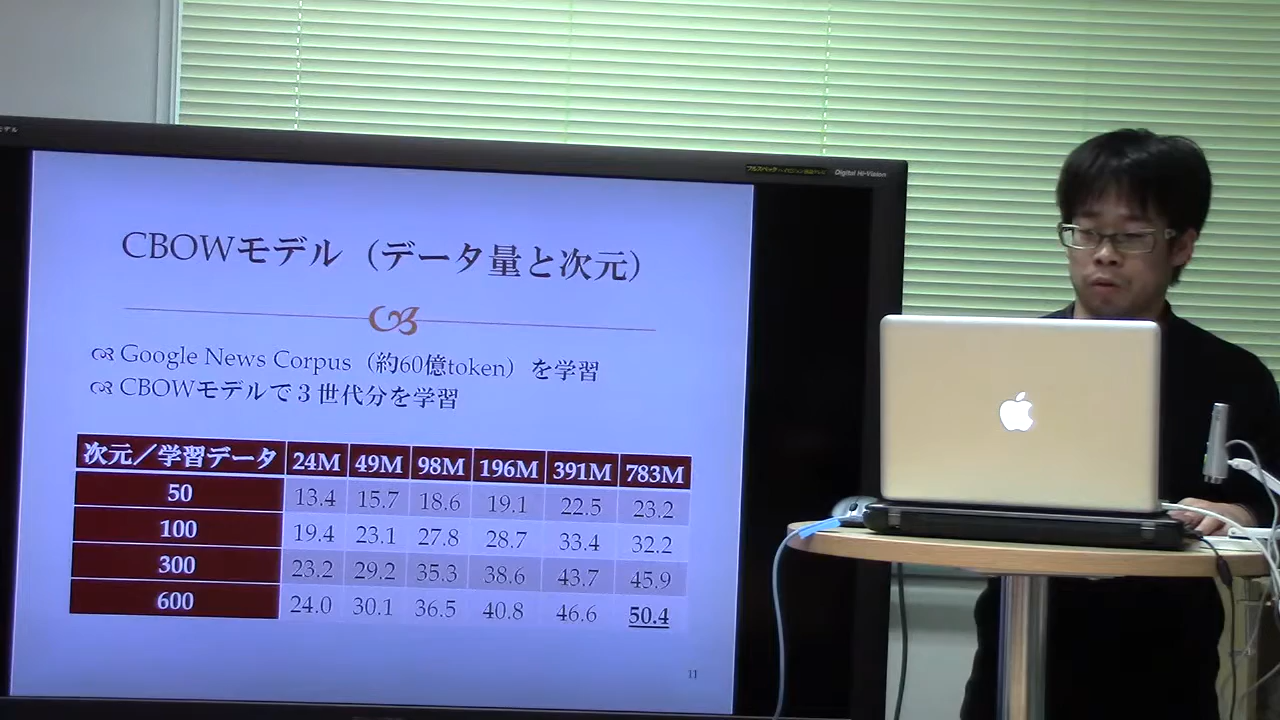 モデル
Digital Hi-Vision
CBOWモデル（データ量と次元）
Google News Corpus（約60億token）を学習
CBOWモデルで３世代分を学習
次元／学習データ 24M 49M 98M 196M 391M 783M
50 13.4 15.7 18.6 19.1 22.5 23.2
100 19.4 23.1 27.8 28.7 33.4 32.2
300 23.2 29.2 35.3 38.6 43.7 45.9
600 24.0 30.1 36.5 40.8 46.6 50.4
11